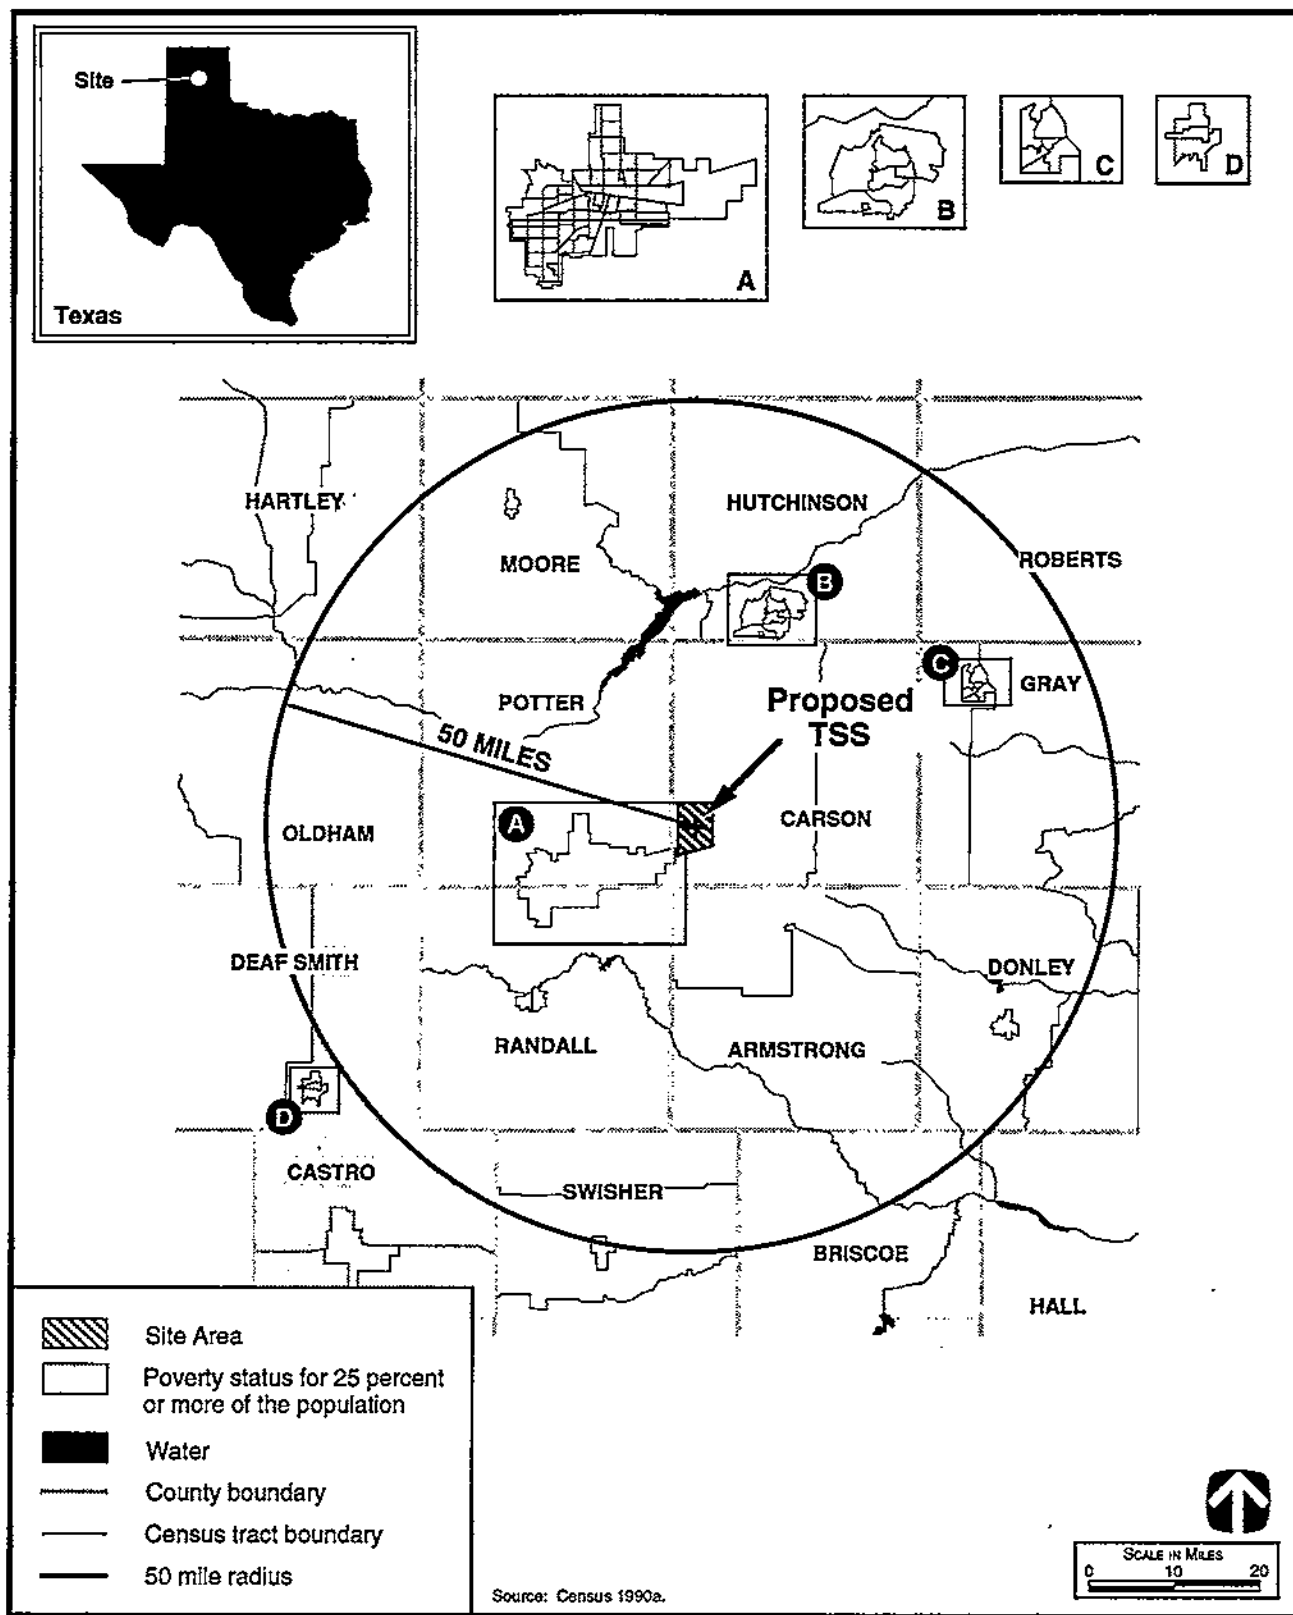 Site
Texas
A
B
C
D
HARTLEY
HUTCHINSON
MOORE
ROBERTS
B
C
GRAY
POTTER
Proposed
TSS
50 MILES
A
CARSON
OLDHAM
DEAF SMITH
DONLEY
RANDALL
ARMSTRONG
D
CASTRO
SWISHER
BRISCOE
HALL
Site Area
Poverty status for 25 percent
or more of the population
Water
County boundary
Census tract boundary
50 mile radius
Source: Census 1990a.
SCALE IN MILES
0 10 20